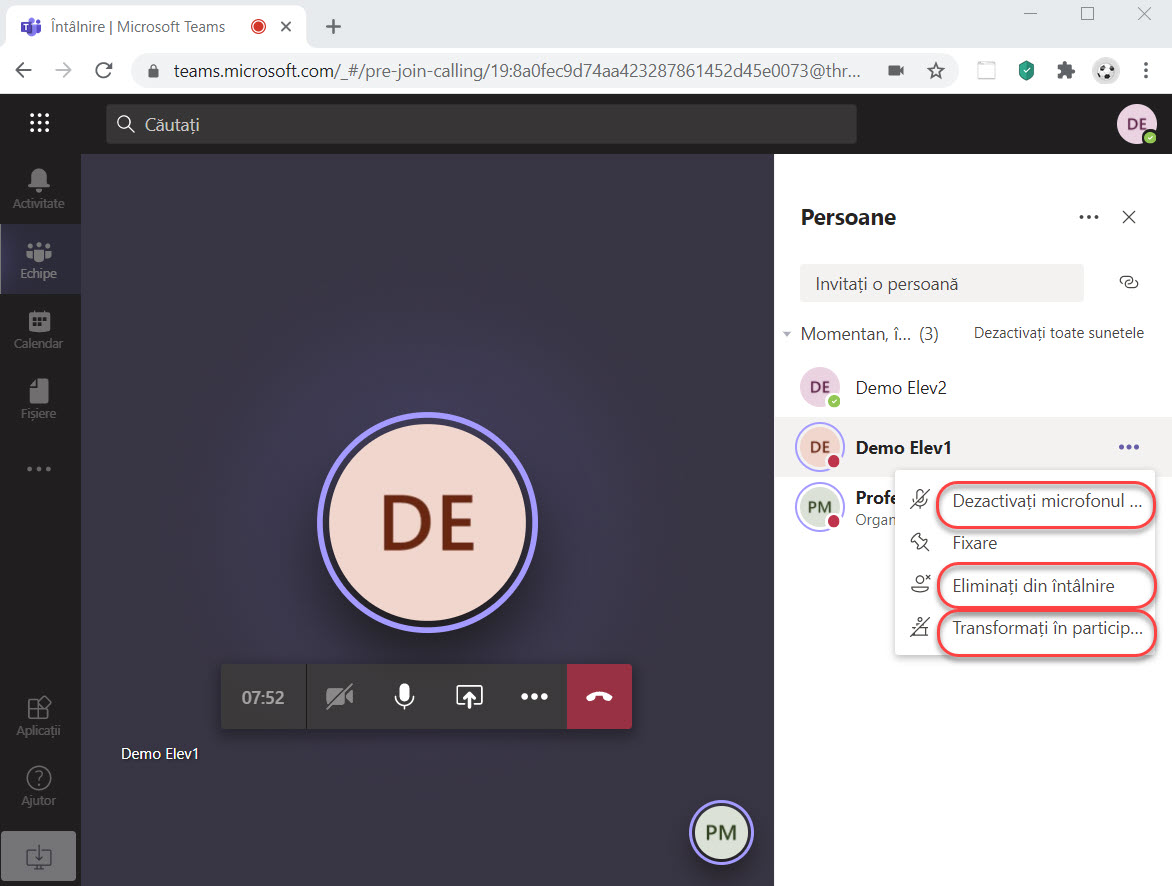 Întâlnire | Microsoft Teams
teams.microsoft.com/_#/pre-join-calling/19:8a0fec9d74aa423287861452d45e0073@thr...
Căutați
DE
Activitate
Echipe
Calendar
Fișiere
Aplicații
Ajutor
DE
07:52
Demo Elev1
PM
Persoane
Invitați o persoană
Momentan, î... (3) Dezactivați toate sunetele
DE Demo Elev2
DE Demo Elev1
PM Profe
Organ
Dezactivați microfonul ...
Fixare
Eliminați din întâlnire
Transformați în particip...